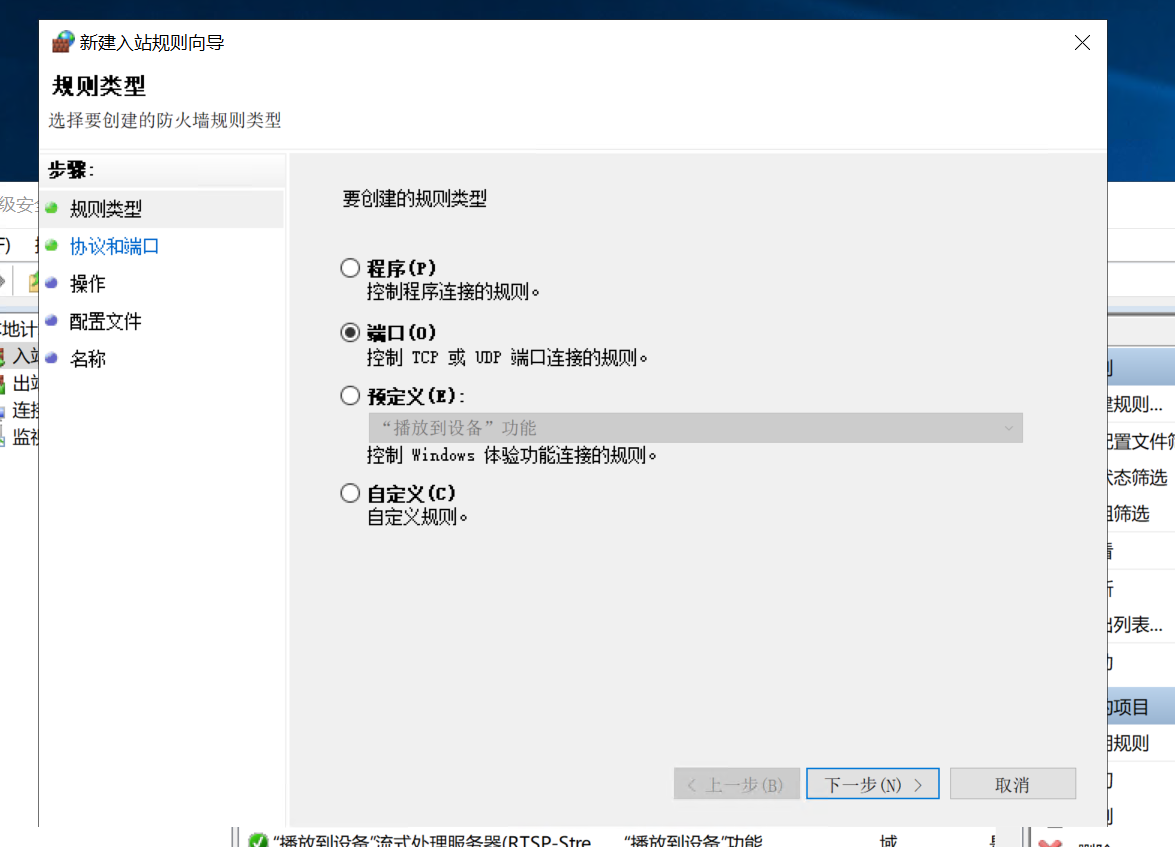 新建入站规则向导
规则类型
选择要创建的防火墙规则类型
步骤:
规则类型
协议和端口
操作
配置文件
名称
要创建的规则类型
程序(P)
控制程序连接的规则。
端口(O)
控制 TCP 或 UDP 端口连接的规则。
预定义(E):
“播放到设备”功能
控制 Windows 体验功能连接的规则。
自定义(C)
自定义规则。
< 上一步(B)
下一步(N) >
取消
级安
F)
地计
入站
出站
连接
监视
规则...
置文件
状态筛选
组筛选
出列表...
的项目
用规则
“播放到设备”流式处理服务器(RTSP-Stre
“播放到设备”功能
域